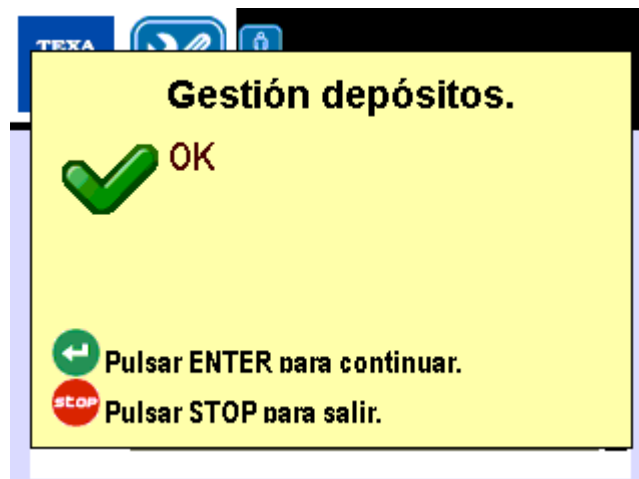 TEXA
Gestión depósitos.
OK
Pulsar ENTER para continuar.
STOP
Pulsar STOP para salir.